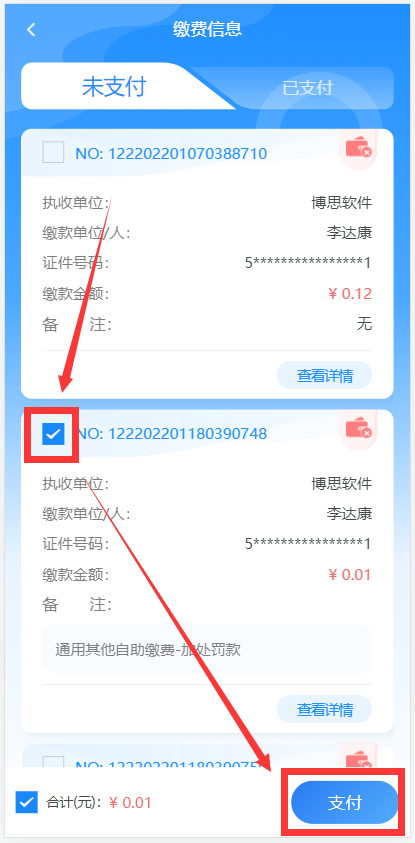 缴费信息
未支付 已支付
NO: 122202201070388710
执收单位: 博思软件
缴款单位/人: 李达康
证件号码: 5****************1
缴款金额: ¥ 0.12
备 注: 无
查看详情
NO: 122202201180390748
执收单位: 博思软件
缴款单位/人: 李达康
证件号码: 5****************1
缴款金额: ¥ 0.01
备 注:
通用其他自助缴费-加处罚款
查看详情
合计(元): ¥ 0.01 支付